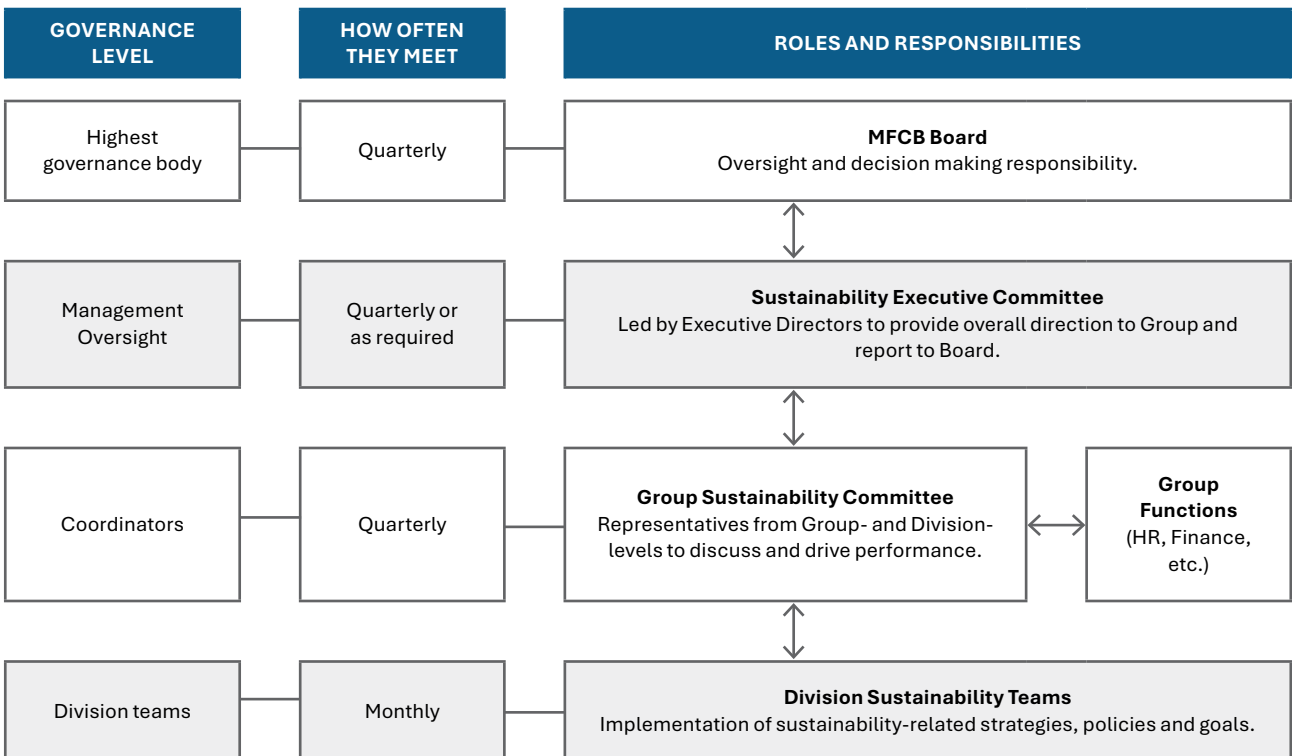 GOVERNANCE
LEVEL
HOW OFTEN
THEY MEET
ROLES AND RESPONSIBILITIES
Highest
governance body
Quarterly
MFCB Board
Oversight and decision making responsibility.
Management
Oversight
Quarterly or
as required
Sustainability Executive Committee
Led by Executive Directors to provide overall direction to Group and
report to Board.
Coordinators
Quarterly
Group Sustainability Committee
Representatives from Group- and Division-
levels to discuss and drive performance.
Group
Functions
(HR, Finance,
etc.)
Division teams
Monthly
Division Sustainability Teams
Implementation of sustainability-related strategies, policies and goals.